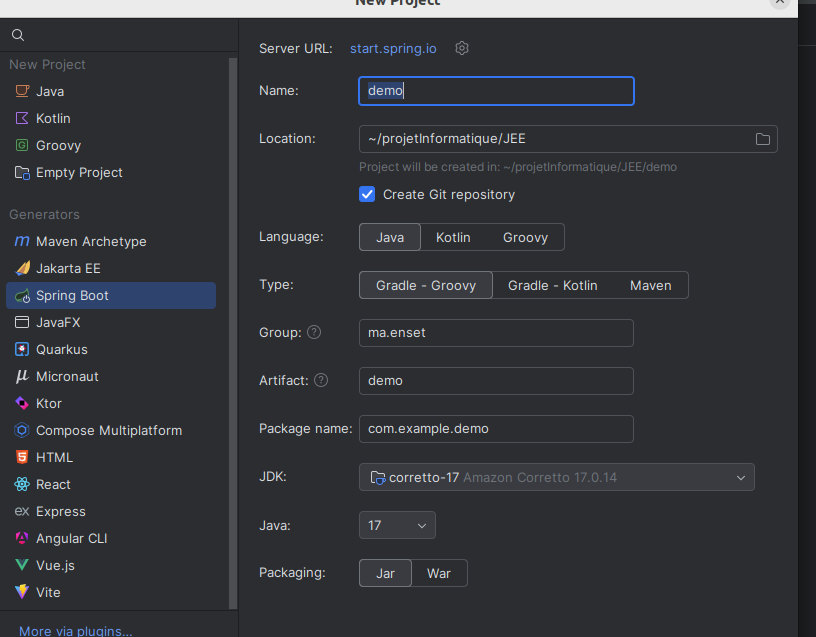 New Project
New Project
Java
Kotlin
Groovy
Empty Project
Generators
Maven Archetype
Jakarta EE
Spring Boot
JavaFX
Quarkus
Micronaut
Ktor
Compose Multiplatform
HTML
React
Express
Angular CLI
Vue.js
Vite
More via plugins...
Server URL: start.spring.io
Name: demo
Location: ~/projetInformatique/JEE
Project will be created in: ~/projetInformatique/JEE/demo
Create Git repository
Language: Java Kotlin Groovy
Type: Gradle - Groovy Gradle - Kotlin Maven
Group: ma.enset
Artifact: demo
Package name: com.example.demo
JDK: corretto-17 Amazon Corretto 17.0.14
Java: 17
Packaging: Jar War